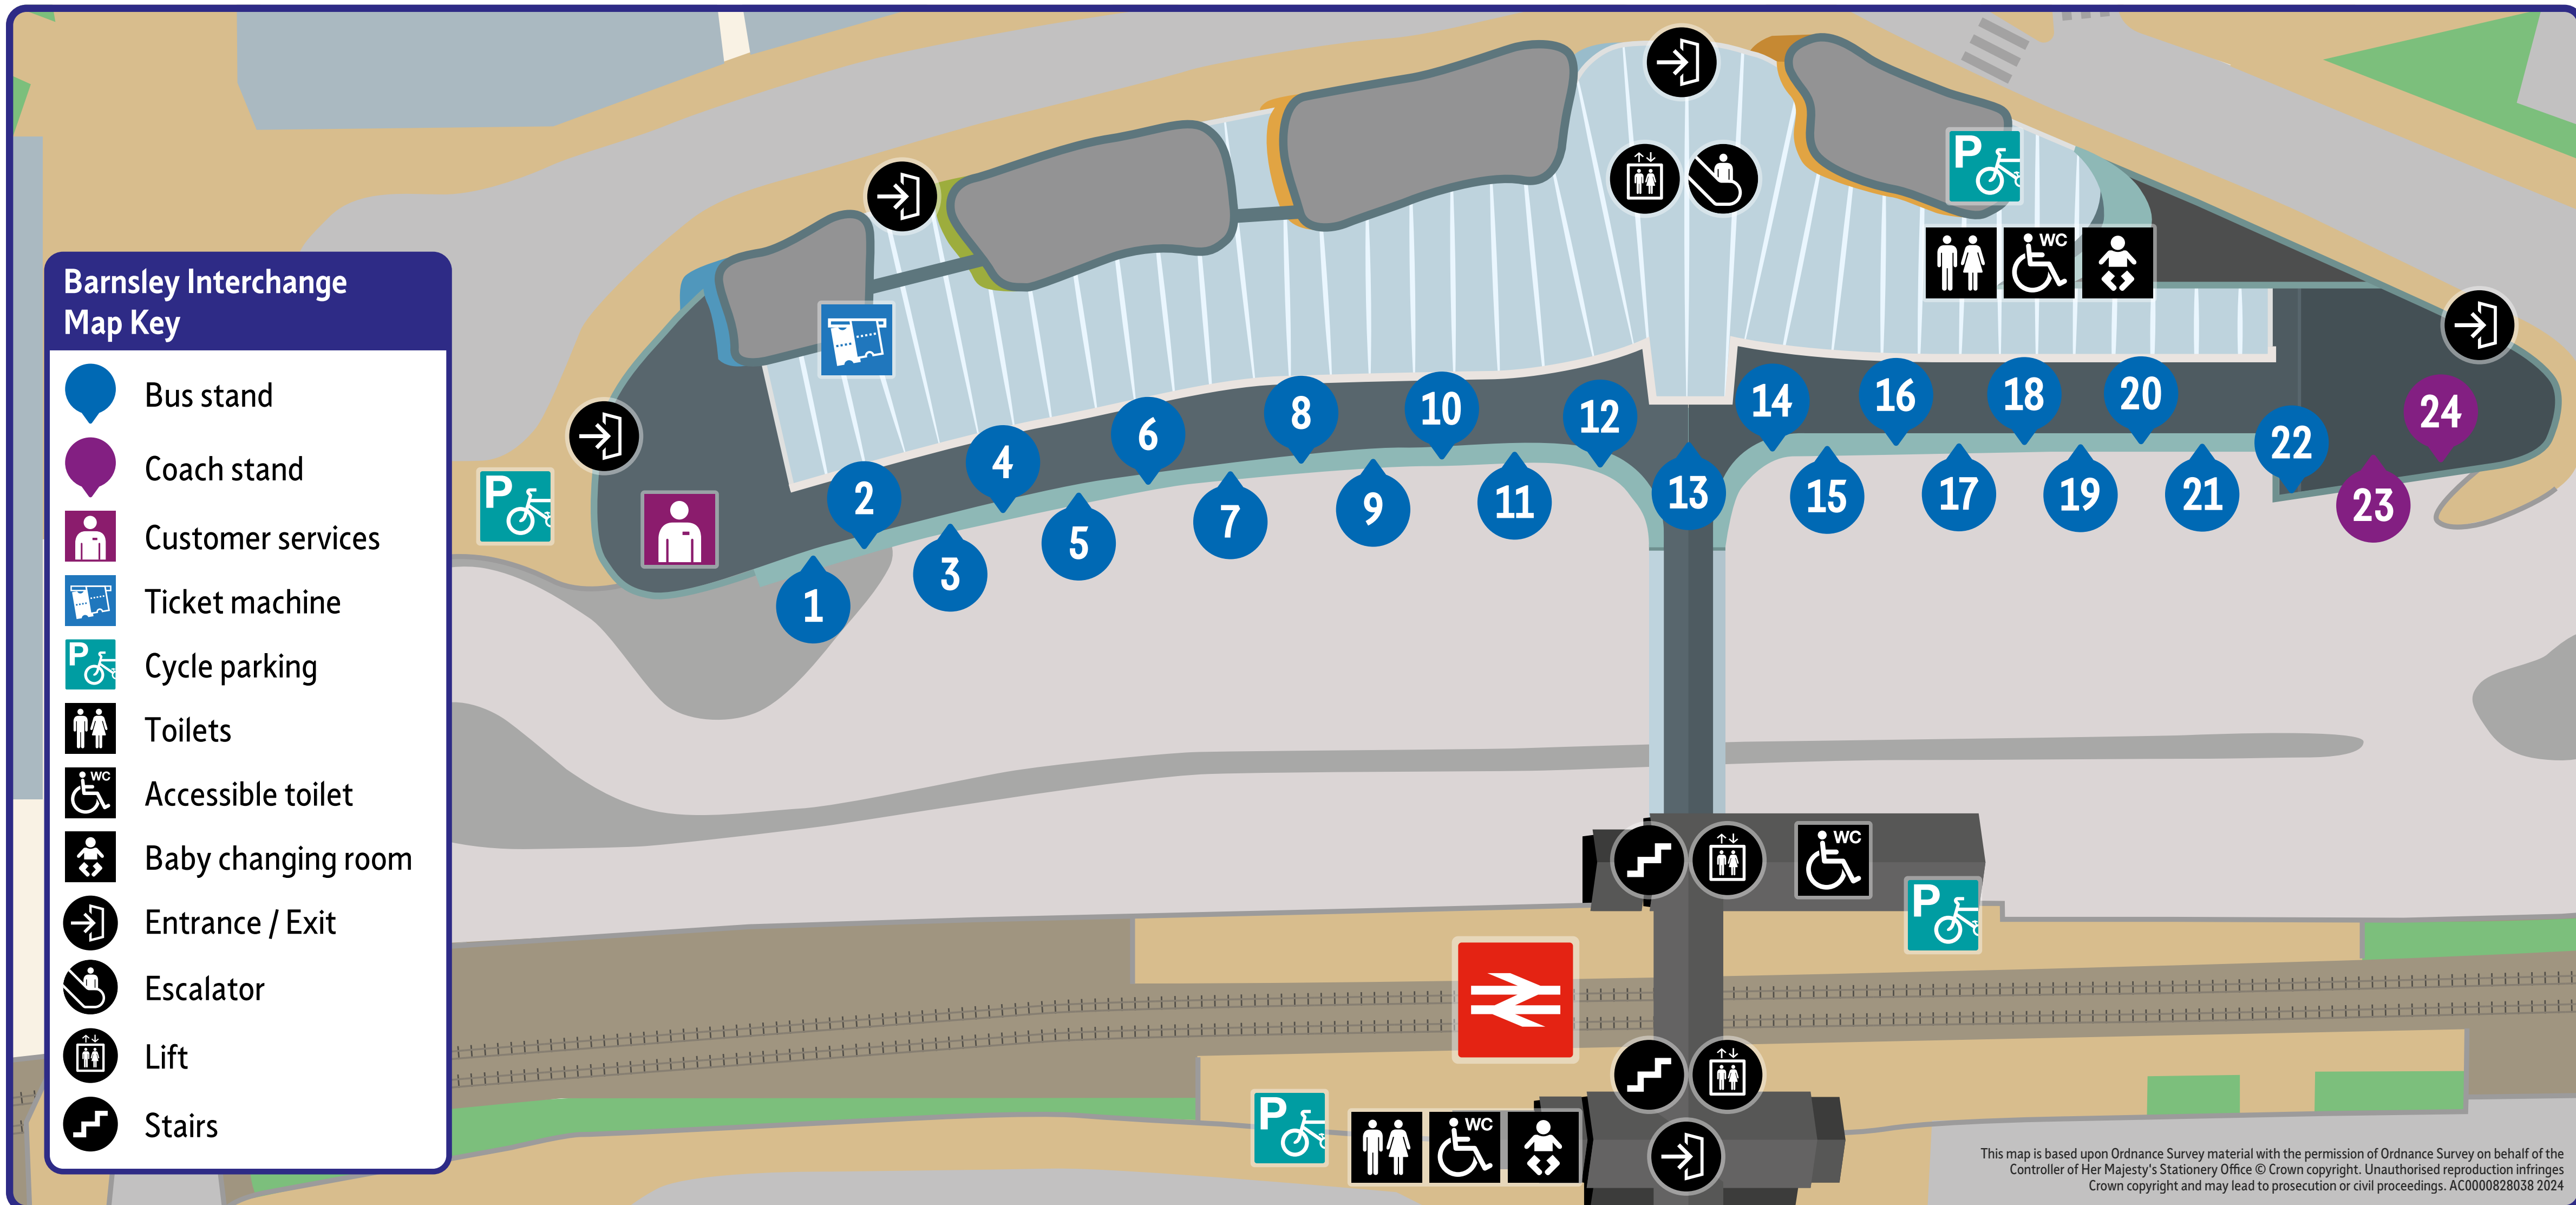 Barnsley Interchange
Map Key
Bus stand
Coach stand
Customer services
Ticket machine
P
Cycle parking
Toilets
WC
Accessible toilet
Baby changing room
Entrance / Exit
Escalator
Lift
Stairs
P
P
WC
1
2
3
4
5
6
7
8
9
10
11
12
13
14
15
16
17
18
19
20
21
22
23
24
WC
P
P
WC
This map is based upon Ordnance Survey material with the permission of Ordnance Survey on behalf of the
Controller of Her Majesty's Stationery Office © Crown copyright. Unauthorised reproduction infringes
Crown copyright and may lead to prosecution or civil proceedings. AC0000828038 2024